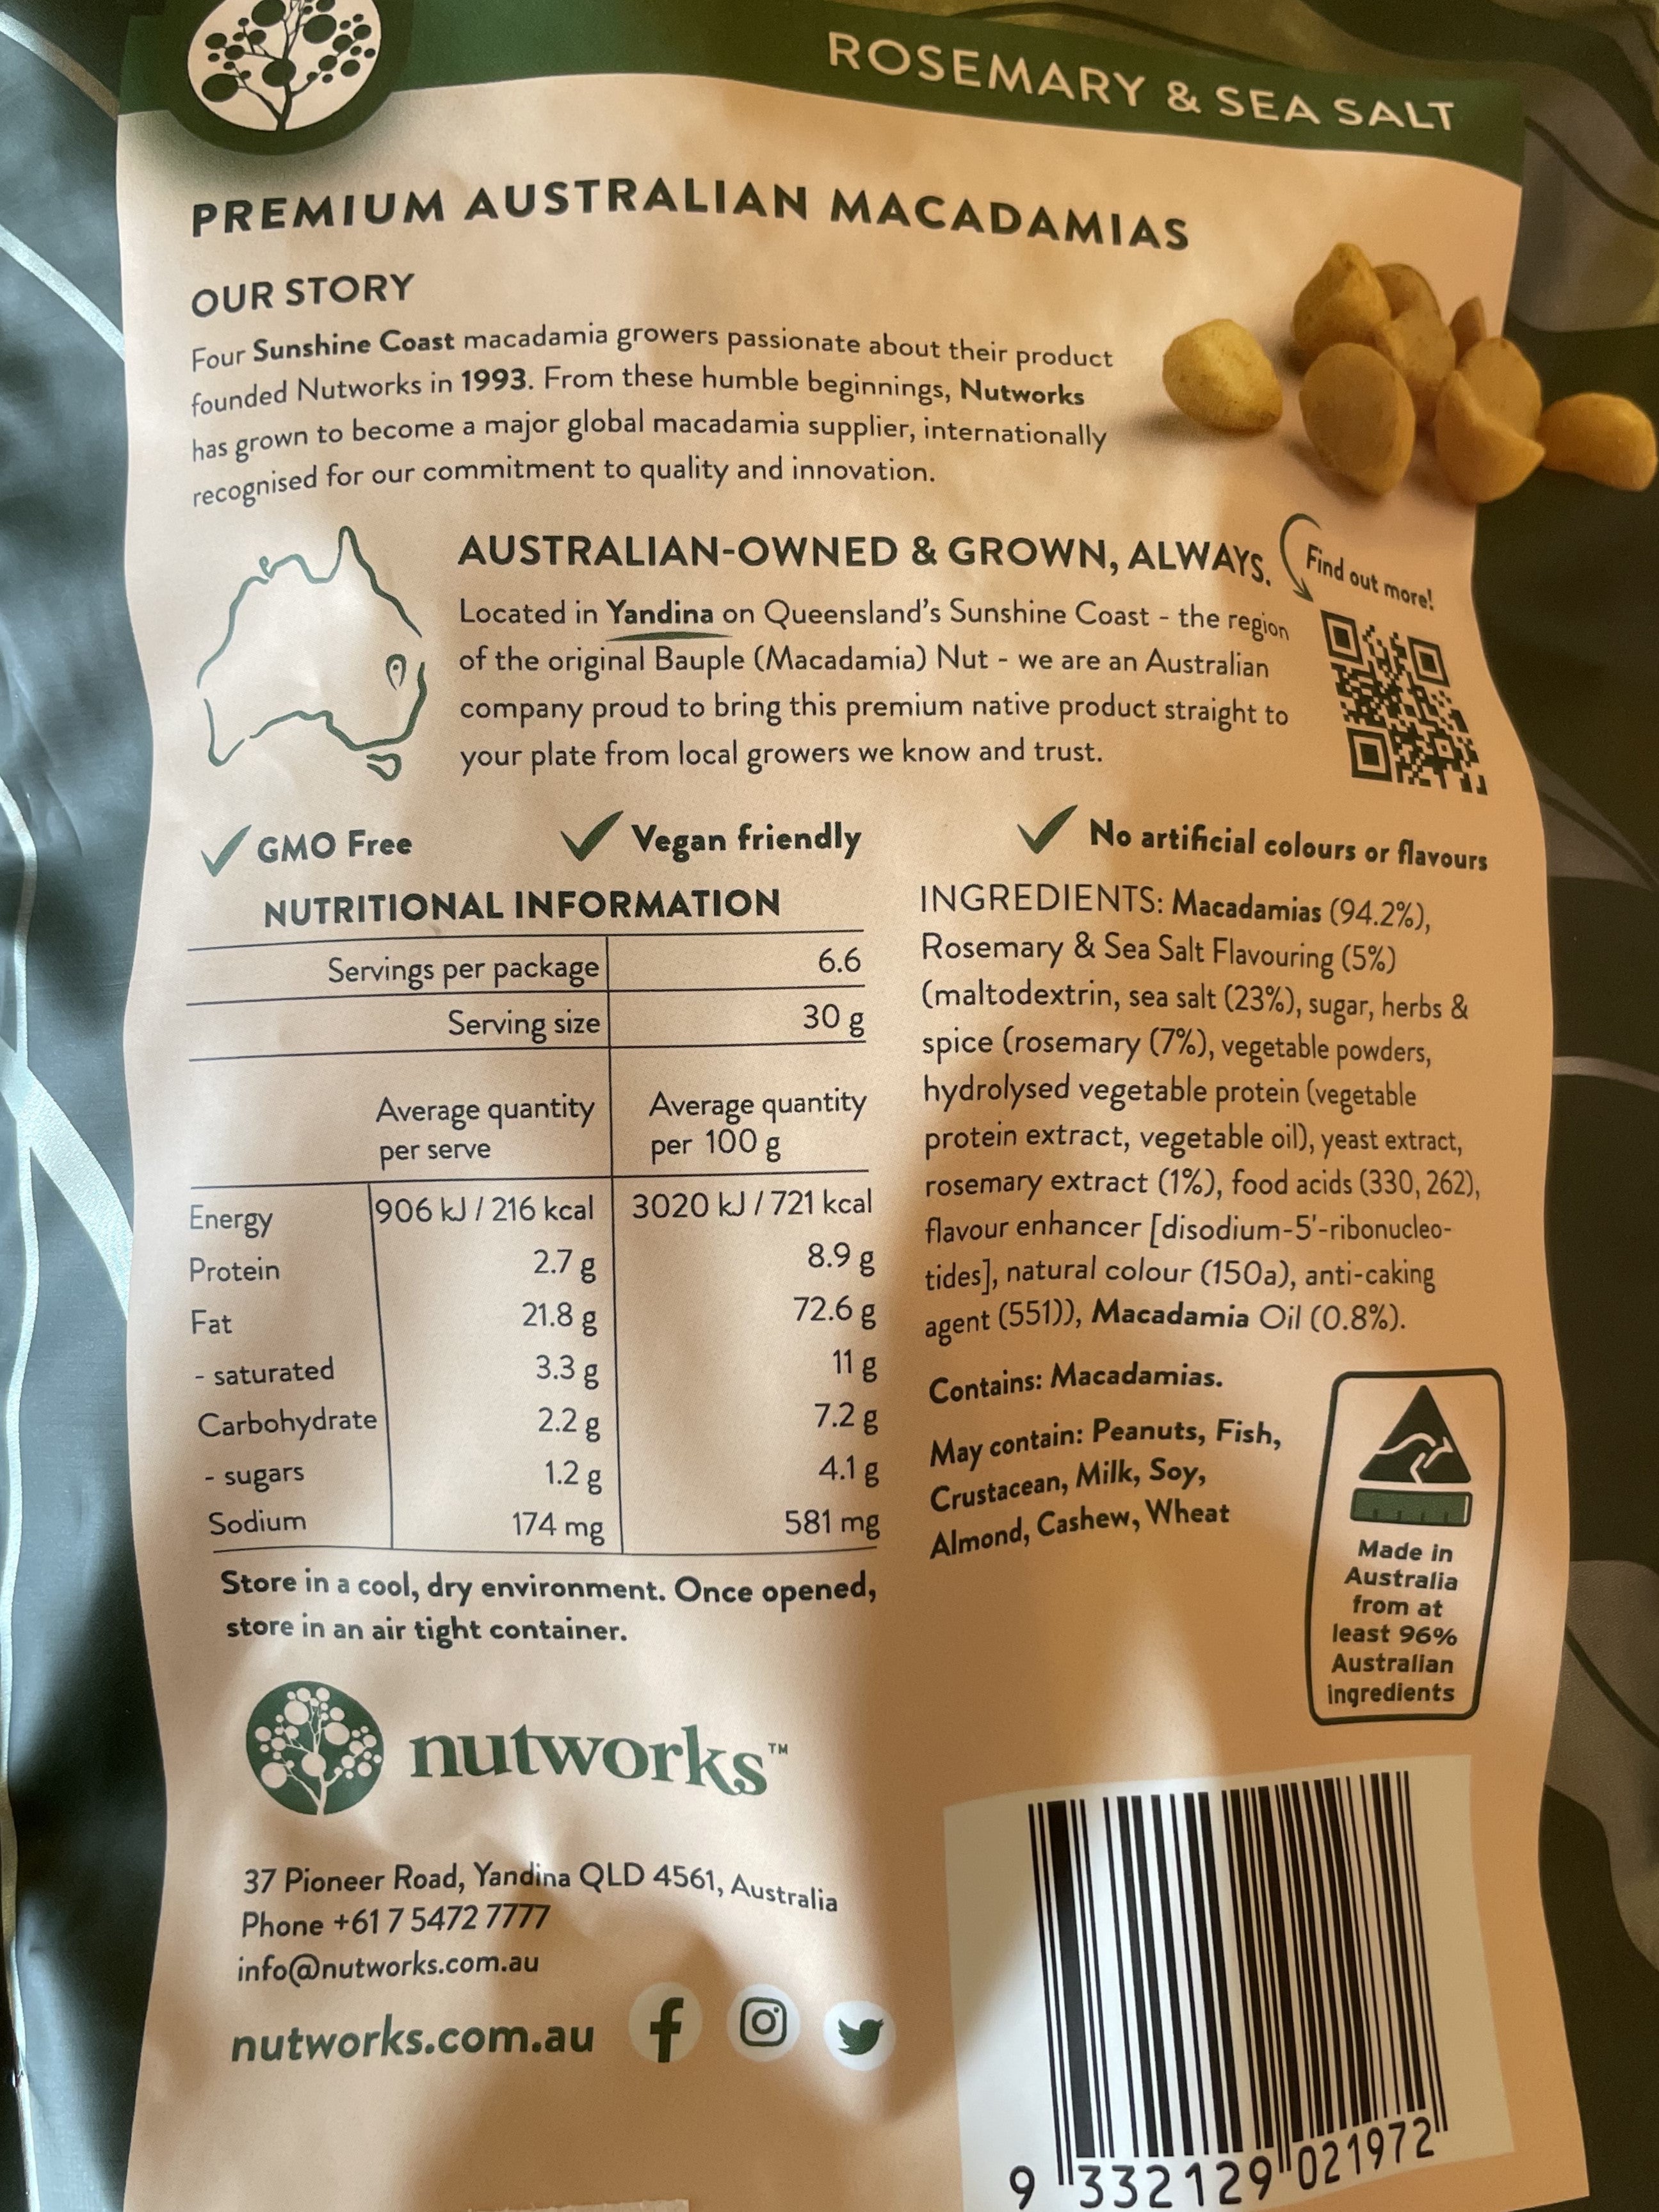 ROSEMARY & SEA SALT
PREMIUM AUSTRALIAN MACADAMIAS
OUR STORY
Four Sunshine Coast macadamia growers passionate about their product
founded Nutworks in 1993. From these humble beginnings, Nutworks
has grown to become a major global macadamia supplier, internationally
recognised for our commitment to quality and innovation.
AUSTRALIAN-OWNED & GROWN, ALWAYS.
Find out more!
Located in Yandina on Queensland's Sunshine Coast - the region
of the original Bauple (Macadamia) Nut - we are an Australian
company proud to bring this premium native product straight to
your plate from local growers we know and trust.
GMO Free
Vegan friendly
No artificial colours or flavours
NUTRITIONAL INFORMATION
Servings per package 6.6
Serving size 30 g
Average quantity Average quantity
per serve per 100 g
Energy 906 kJ / 216 kcal 3020 kJ / 721 kcal
Protein 2.7 g 8.9 g
Fat 21.8 g 72.6 g
- saturated 3.3 g 11 g
Carbohydrate 2.2 g 7.2 g
- sugars 1.2 g 4.1 g
Sodium 174 mg 581 mg
Store in a cool, dry environment. Once opened,
store in an air tight container.
INGREDIENTS: Macadamias (94.2%),
Rosemary & Sea Salt Flavouring (5%)
(maltodextrin, sea salt (23%), sugar, herbs &
spice (rosemary (7%), vegetable powders,
hydrolysed vegetable protein (vegetable
protein extract, vegetable oil), yeast extract,
rosemary extract (1%), food acids (330, 262),
flavour enhancer [disodium-5'-ribonucleo-
tides], natural colour (150a), anti-caking
agent (551)), Macadamia Oil (0.8%).
Contains: Macadamias.
May contain: Peanuts, Fish,
Crustacean, Milk, Soy,
Almond, Cashew, Wheat
Made in
Australia
from at
least 96%
Australian
ingredients
nutworks™
37 Pioneer Road, Yandina QLD 4561, Australia
Phone +61 7 5472 7777
info@nutworks.com.au
nutworks.com.au
9 332129 021972